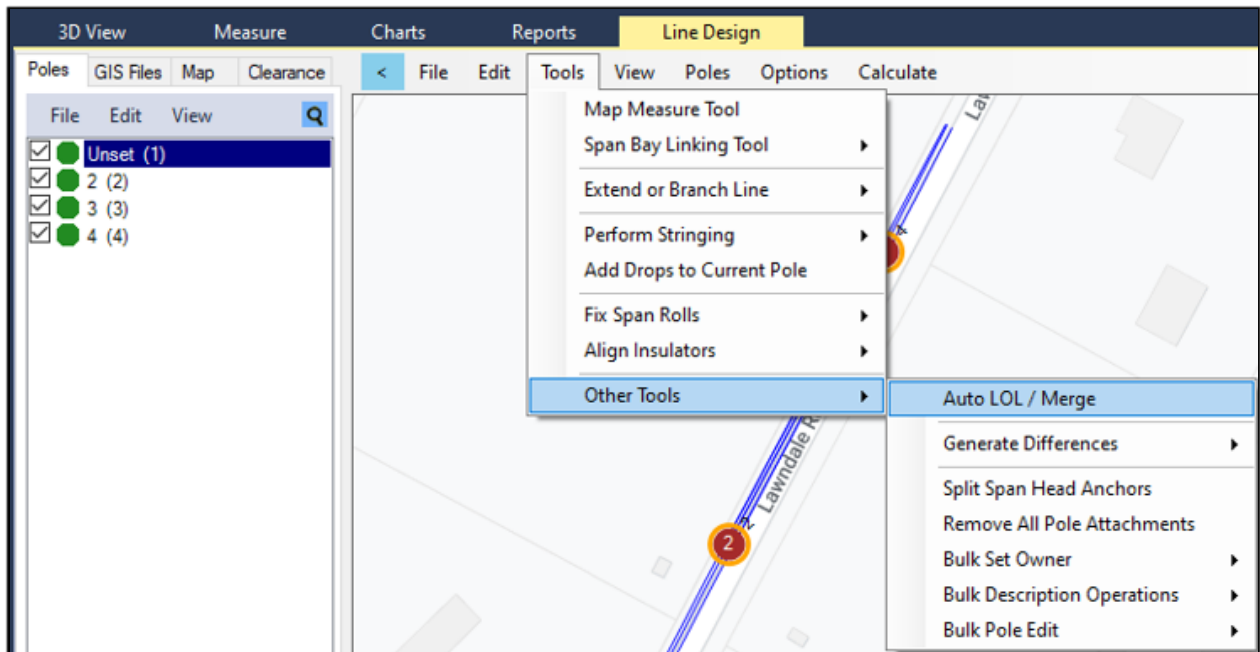 3D View Measure Charts Reports Line Design
Poles GIS Files Map Clearance
< File Edit Tools View Poles Options Calculate
File Edit View
Unset (1)
2 (2)
3 (3)
4 (4)
Map Measure Tool
Span Bay Linking Tool
Extend or Branch Line
Perform Stringing
Add Drops to Current Pole
Fix Span Rolls
Align Insulators
Other Tools
Auto LOL / Merge
Generate Differences
Split Span Head Anchors
Remove All Pole Attachments
Bulk Set Owner
Bulk Description Operations
Bulk Pole Edit
Law
4
Lawndale R
2
2